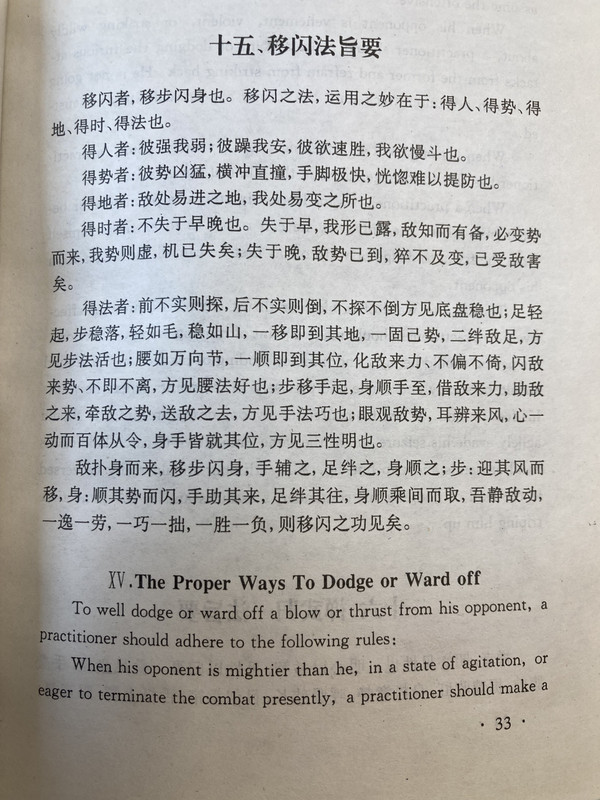 十五、移闪法旨要
移闪者,移步闪身也。移闪之法,运用之妙在于:得人、得势、得
地、得时、得法也。
得人者:彼强我弱;彼躁我安,彼欲速胜,我欲慢斗也。
得势者:彼势凶猛,横冲直撞,手脚极快,恍惚难以提防也。
得地者:敌处易进之地,我处易变之所也。
得时者:不失于早晚也。失于早,我形已露,敌知而有备,必变势
而来,我势则虚,机已失矣;失于晚,敌势已到,猝不及变,已受敌害
矣。
得法者:前不实则探,后不实则倒,不探不倒方见底盘稳也;足轻
起,步稳落,轻如毛,稳如山,一移即到其地,一固己势,二绊敌足,方
见步法活也;腰如万向节,一顺即到其位,化敌来力、不偏不倚,闪敌
来势、不即不离,方见腰法好也;步移手起,身顺手至,借敌来力,助敌
之来,牵敌之势,送敌之去,方见手法巧也;眼观敌势,耳辨来风,心一
动而百体从令,身手皆就其位,方见三性明也。
敌扑身而来,移步闪身,手辅之,足绊之,身顺之;步:迎其风而
移,身:顺其势而闪,手助其来,足绊其往,身顺乘间而取,吾静敌动,
一逸一劳,一巧一拙,一胜一负,则移闪之功见矣。
XV.The Proper Ways To Dodge or Ward off
To well dodge or ward off a blow or thrust from his opponent, a
practitioner should adhere to the following rules:
When his oponent is mightier than he, in a state of agitation, or
eager to terminate the combat presently, a practitioner should make a
· 33 ·